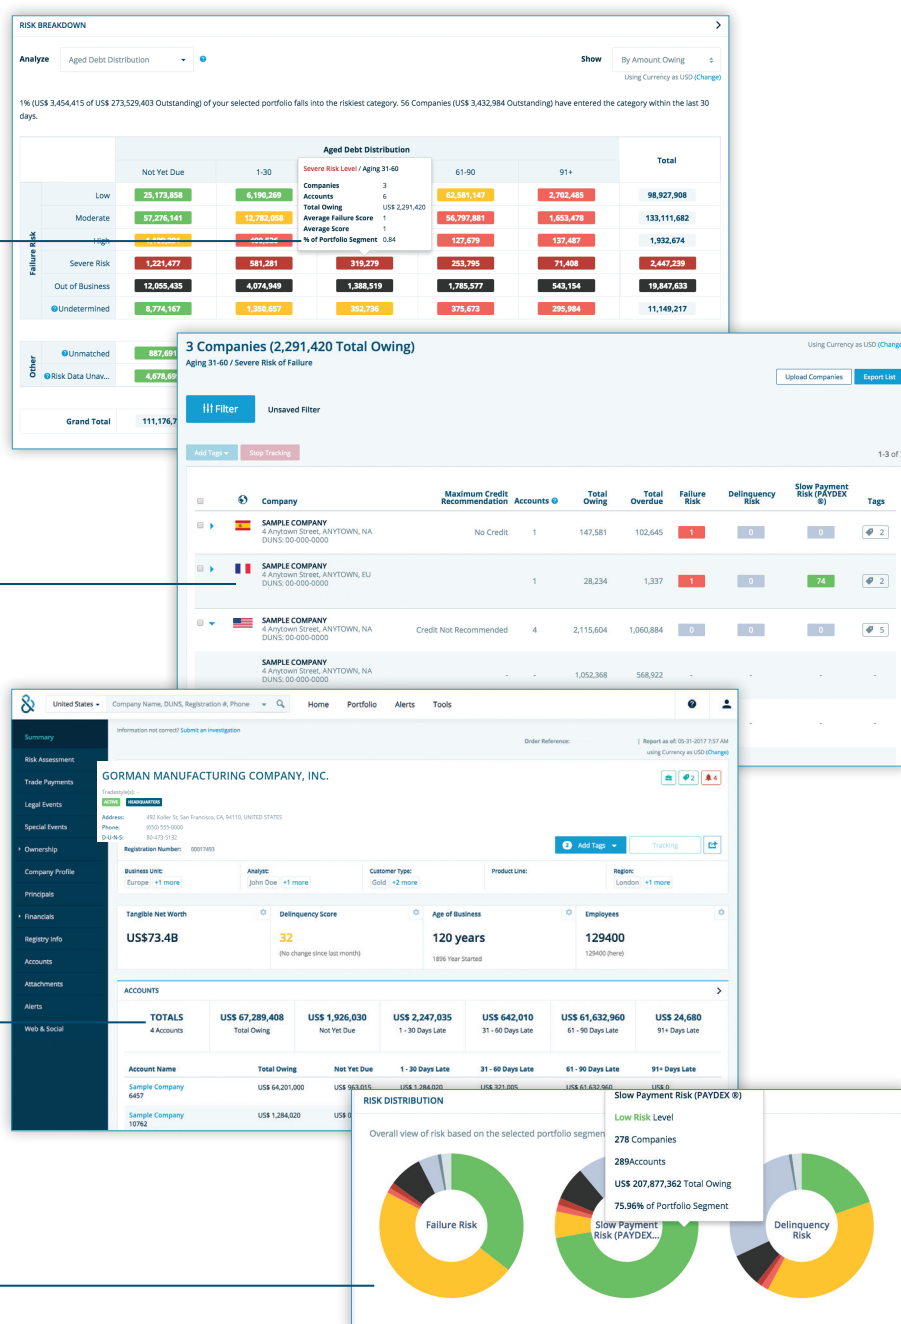 RISK BREAKDOWN
Analyze Aged Debt Distribution Show By Amount Owing
Using Currency as USD (Change)
1% (US$ 3,454,415 of US$ 273,529,403 Outstanding) of your selected portfolio falls into the riskiest category. 56 Companies (US$ 3,432,984 Outstanding) have entered the category within the last 30
days.
Aged Debt Distribution
Total
Not Yet Due 1-30 61-90 91+
Severe Risk Level / Aging 31-60
Companies 3
Accounts 6
Total Owing US$ 2,291,420
Average Failure Score 1
Average Score 1
% of Portfolio Segment 0.84
Failure Risk
Low 25,173,858 6,190,269 62,581,147 2,702,485 98,927,908
Moderate 57,276,141 12,782,058 56,797,881 1,653,478 133,111,682
High 127,679 137,487 1,932,674
Severe Risk 1,221,477 581,281 319,279 253,795 71,408 2,447,239
Out of Business 12,055,435 4,074,949 1,388,519 1,785,577 543,154 19,847,633
Undetermined 8,774,167 1,350,657 352,736 375,673 295,984 11,149,217
Other
Unmatched 887,691
Risk Data Unav... 4,678,69
Grand Total 111,176,7
3 Companies (2,291,420 Total Owing)
Using Currency as USD (Change
Aging 31-60 / Severe Risk of Failure
Upload Companies Export List
Filter Unsaved Filter
Add Tags Stop Tracking
1-3 of
Company Maximum Credit Recommendation Accounts Total Owing Total Overdue Failure Risk Delinquency Risk Slow Payment Risk (PAYDEX ®) Tags
SAMPLE COMPANY
4 Anytown Street, ANYTOWN, NA
DUNS: 00-000-0000
No Credit 1 147,581 102,645 1 0 0 2
SAMPLE COMPANY
4 Anytown Street, ANYTOWN, EU
DUNS: 00-000-0000
1 28,234 1,337 1 0 74 2
SAMPLE COMPANY
4 Anytown Street, ANYTOWN, NA
DUNS: 00-000-0000
Credit Not Recommended 4 2,115,604 1,060,884 0 0 0 5
SAMPLE COMPANY
4 Anytown Street, ANYTOWN, NA
DUNS: 00-000-0000
- - 1,052,368 568,922 - - - -
- -
United States Company Name, DUNS, Registration #, Phone Home Portfolio Alerts Tools
Summary
Risk Assessment
Trade Payments
Legal Events
Special Events
Ownership
Company Profile
Principals
Financials
Registry Info
Accounts
Attachments
Alerts
Web & Social
Information not correct? Submit an investigation
Order Reference: | Report as of: 05-31-2017 7:57 AM
using Currency as USD (Change)
GORMAN MANUFACTURING COMPANY, INC.
2 4
Tradestyle(s): -
ACTIVE HEADQUARTERS
Address: 492 Koller St, San Francisco, CA, 94110, UNITED STATES
Phone: (650) 555-0000
D-U-N-S: 80-473-5132
Registration Number: 00017493
2 Add Tags Tracking
Business Unit: Analyst: Customer Type: Product Line: Region:
Europe +1 more John Doe +1 more Gold +2 more London +1 more
Tangible Net Worth Delinquency Score Age of Business Employees
US$73.4B 32 120 years 129400
(No change since last month) 1896 Year Started 129400 (here)
ACCOUNTS
TOTALS US$ 67,289,408 US$ 1,926,030 US$ 2,247,035 US$ 642,010 US$ 61,632,960 US$ 24,680
4 Accounts Total Owing Not Yet Due 1 - 30 Days Late 31 - 60 Days Late 61 - 90 Days Late 91+ Days Late
Account Name Total Owing Not Yet Due 1 - 30 Days Late 31 - 60 Days Late 61 - 90 Days Late 91+ Days Late
Sample Company US$ 64,201,000 US$ 963,015 US$ 1,284,020 US$ 321,005 US$ 61,632,960 US$ 0
6457
Sample Company US$ 1,284,020 US$ 0
10762
RISK DISTRIBUTION
Overall view of risk based on the selected portfolio segmen
Slow Payment Risk (PAYDEX ®)
Low Risk Level
278 Companies
289Accounts
US$ 207,877,362 Total Owing
75.96% of Portfolio Segment
Failure Risk
Slow Payment
Risk (PAYDEX...
Delinquency
Risk